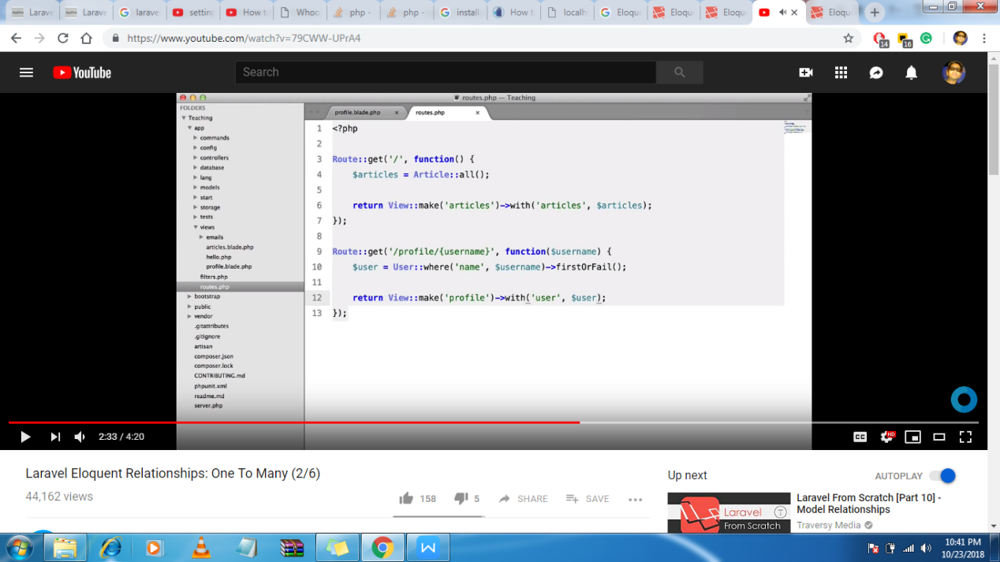 Larave
Larave
larave
setting
How to
Whoo
php -
php -
install
How t
localh
Eloque
Eloqu
Eloqu
Eloqu
https://www.youtube.com/watch?v=79CWW-UPrA4
14
16
YouTube
Search
routes.php — Teaching
FOLDERS
Teaching
app
commands
config
controllers
database
lang
models
start
storage
tests
views
emails
articles.blade.php
hello.php
profile.blade.php
filters.php
routes.php
bootstrap
public
vendor
.gitattributes
.gitignore
artisan
composer.json
composer.lock
CONTRIBUTING.md
phpunit.xml
readme.md
server.php
profile.blade.php
routes.php
1 <?php
2
3 Route::get('/', function() {
4 $articles = Article::all();
5
6 return View::make('articles')->with('articles', $articles);
7 });
8
9 Route::get('/profile/{username}', function($username) {
10 $user = User::where('name', $username)->firstOrFail();
11
12 return View::make('profile')->with('user', $user);
13 });
2:33 / 4:20
CC
HD
Laravel Eloquent Relationships: One To Many (2/6)
44,162 views
158
5
SHARE
SAVE
Up next
AUTOPLAY
Laravel
From Scratch
Laravel From Scratch [Part 10] -
Model Relationships
Traversy Media
10:41 PM
10/23/2018